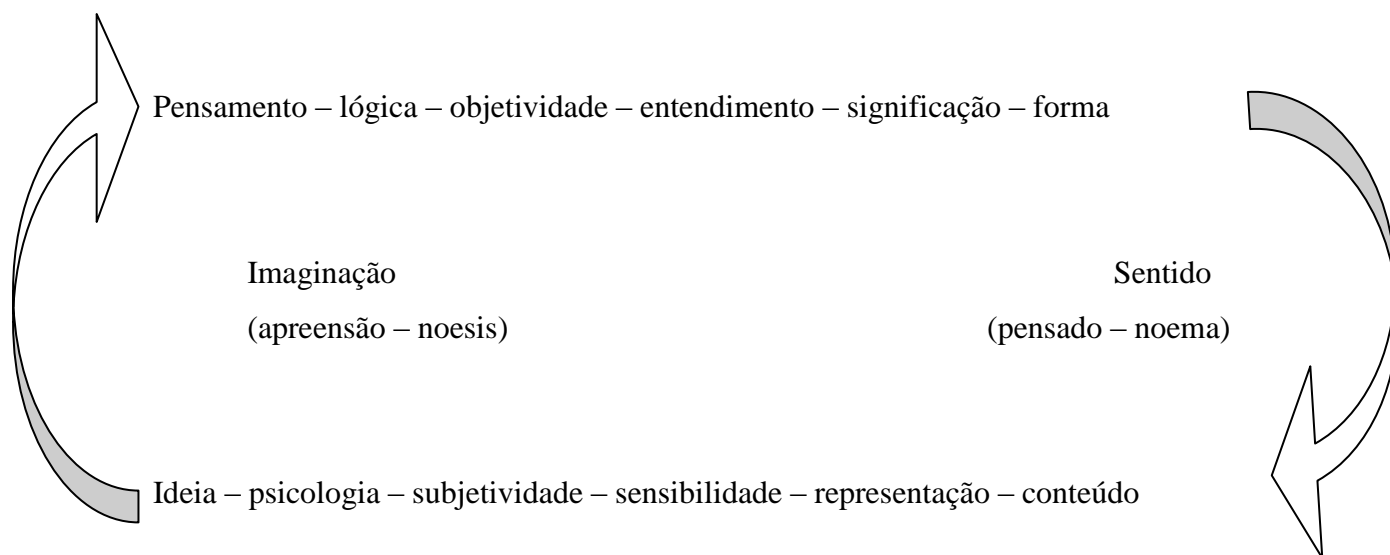 Pensamento – lógica – objetividade – entendimento – significação – forma
Imaginação
Sentido
(apreensão – noesis)
(pensado – noema)
Ideia – psicologia – subjetividade – sensibilidade – representação – conteúdo